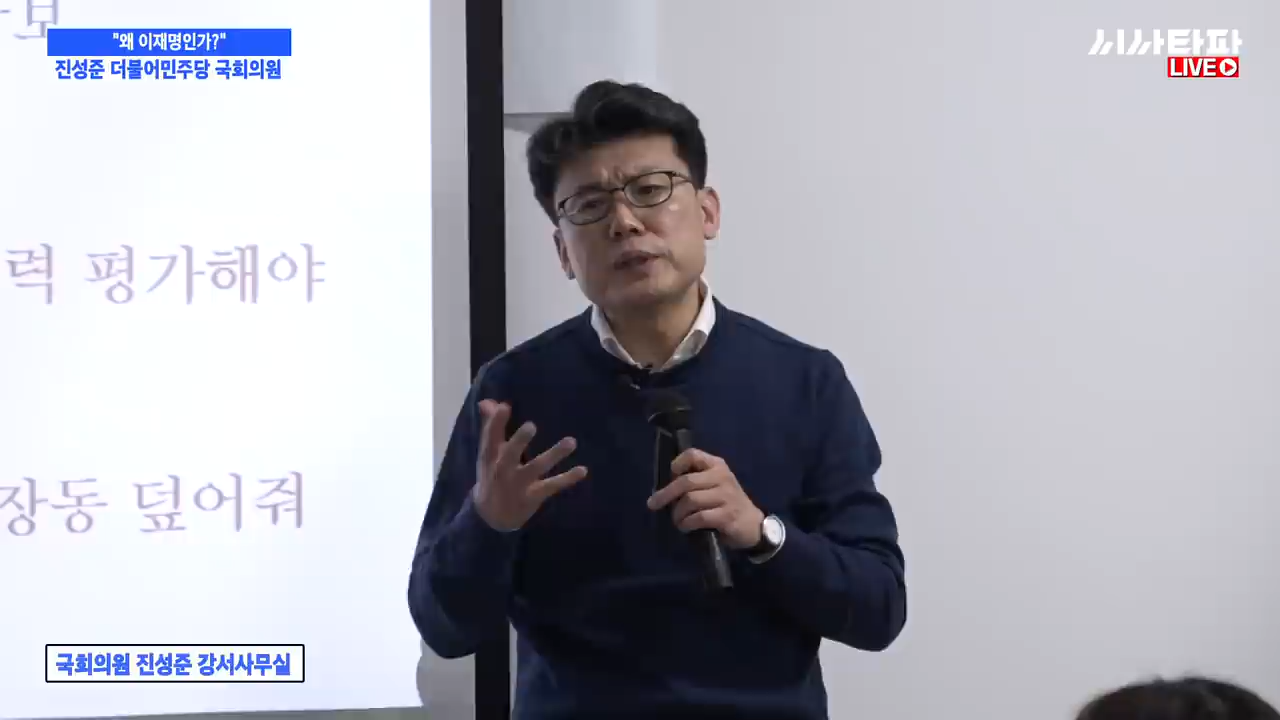 보
"왜 이재명인가?"
진성준 더불어민주당 국회의원
씨사타파
LIVE
력 평가해야
장동 덮어줘
국회의원 진성준 강서사무실